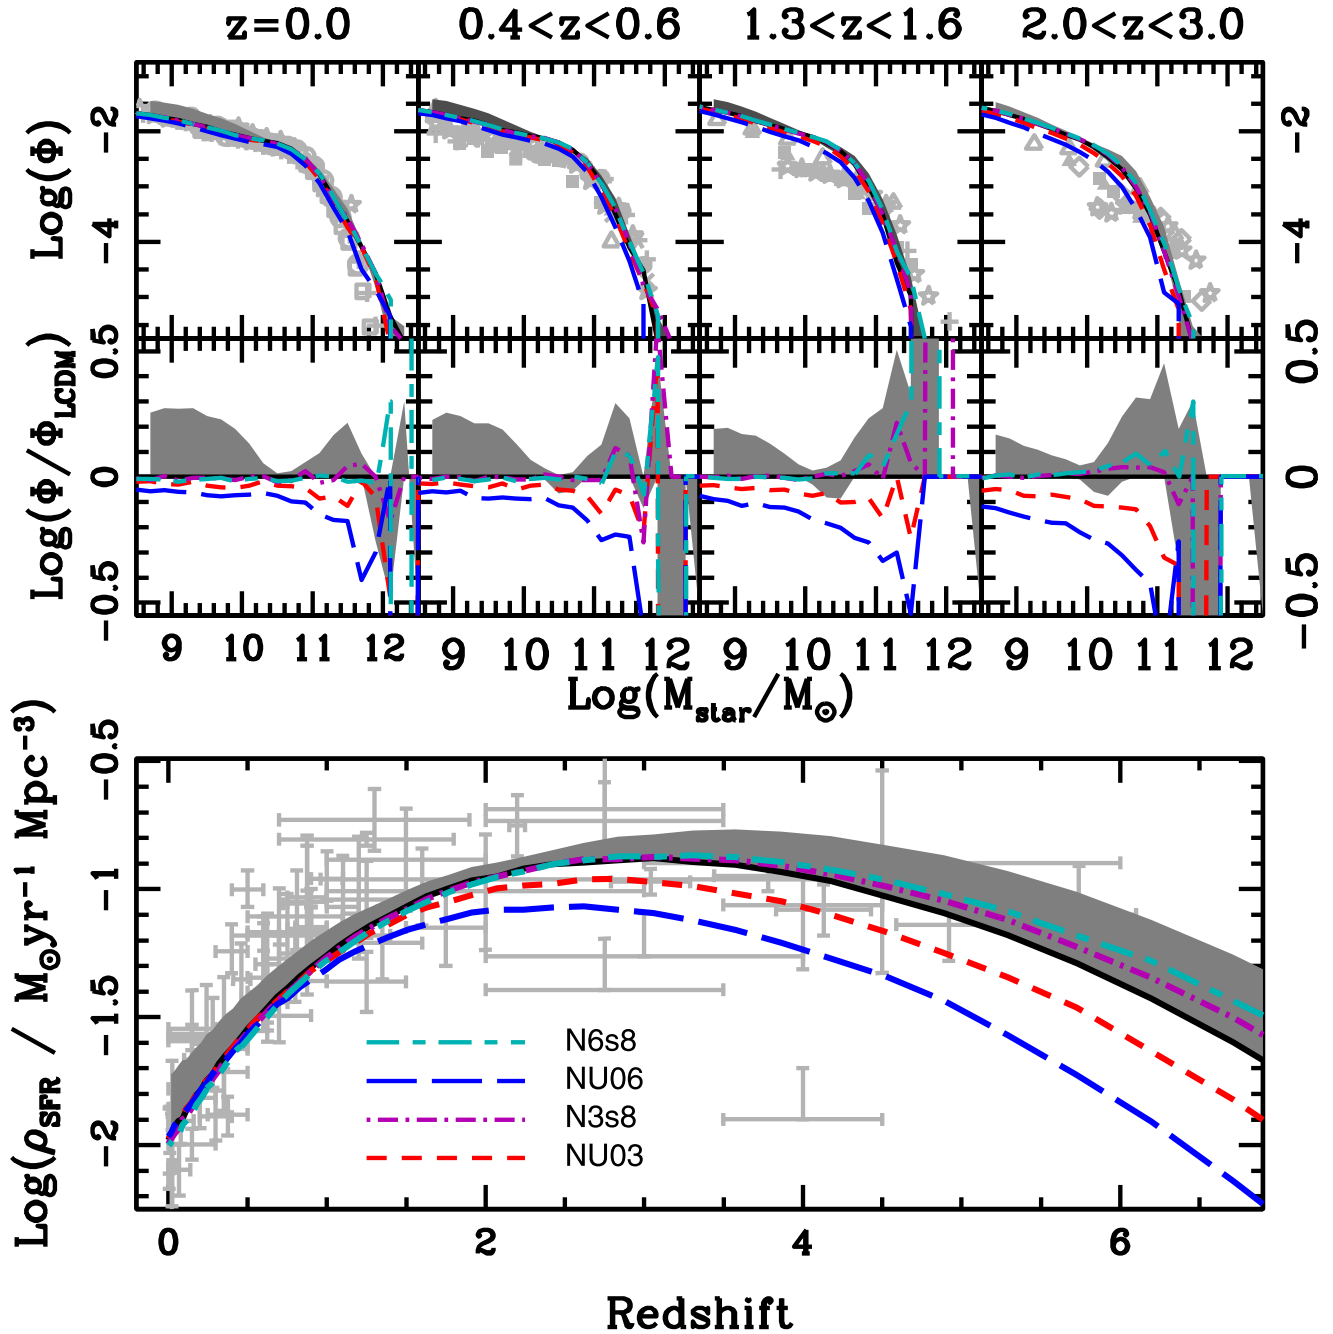 z=0.0 0.4<z<0.6 1.3<z<1.6 2.0<z<3.0
Log(Φ)
−2
−4
−2
−4
Log(Φ/Φ_LCDM)
0.5
0
−0.5
0.5
0
−0.5
9 10 11 12 9 10 11 12 9 10 11 12 9 10 11 12
Log(M_star/M_⊙)
Log(ρ_SFR / M_⊙yr^−1 Mpc^−3)
−0.5
−1
−1.5
−2
N6s8
NU06
N3s8
NU03
0 2 4 6
Redshift